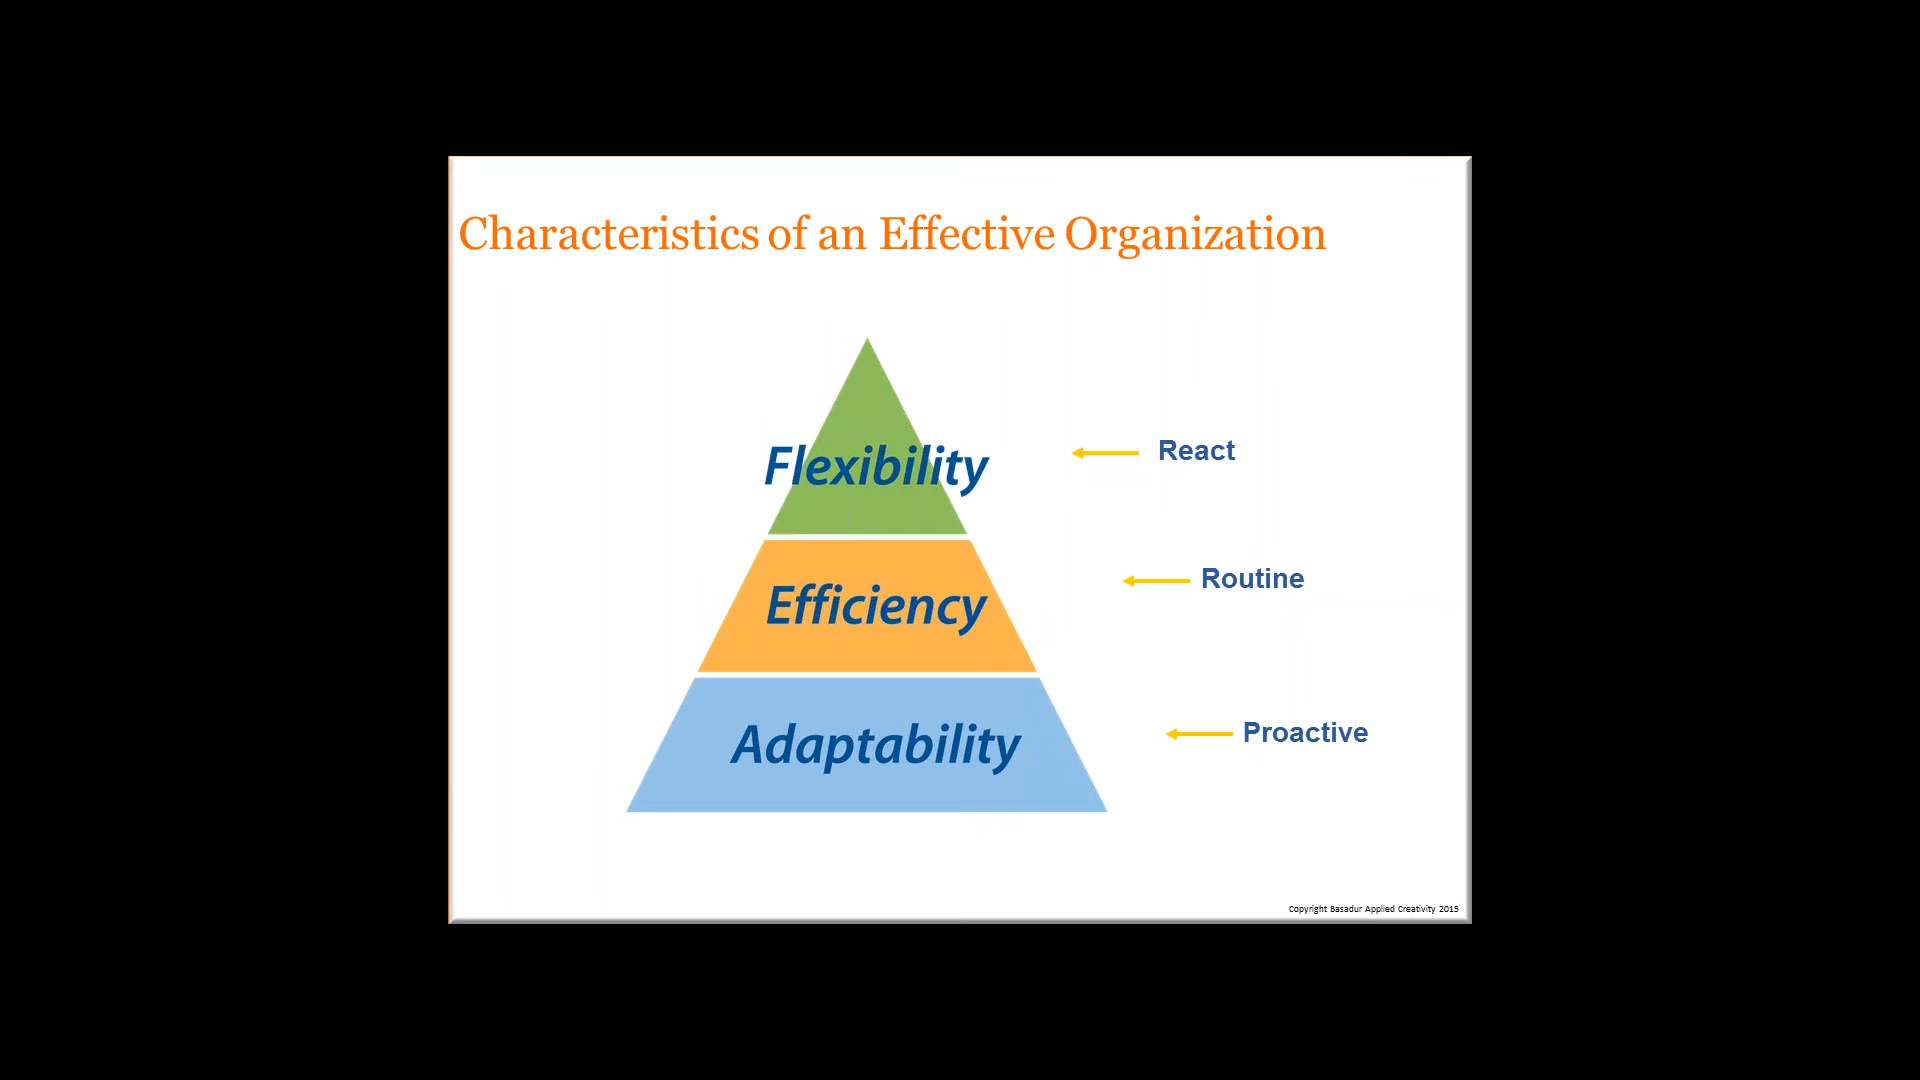 Characteristics of an Effective Organization
Flexibility
React
Efficiency
Routine
Adaptability
Proactive
Copyright Basadur Applied Creativity 2015